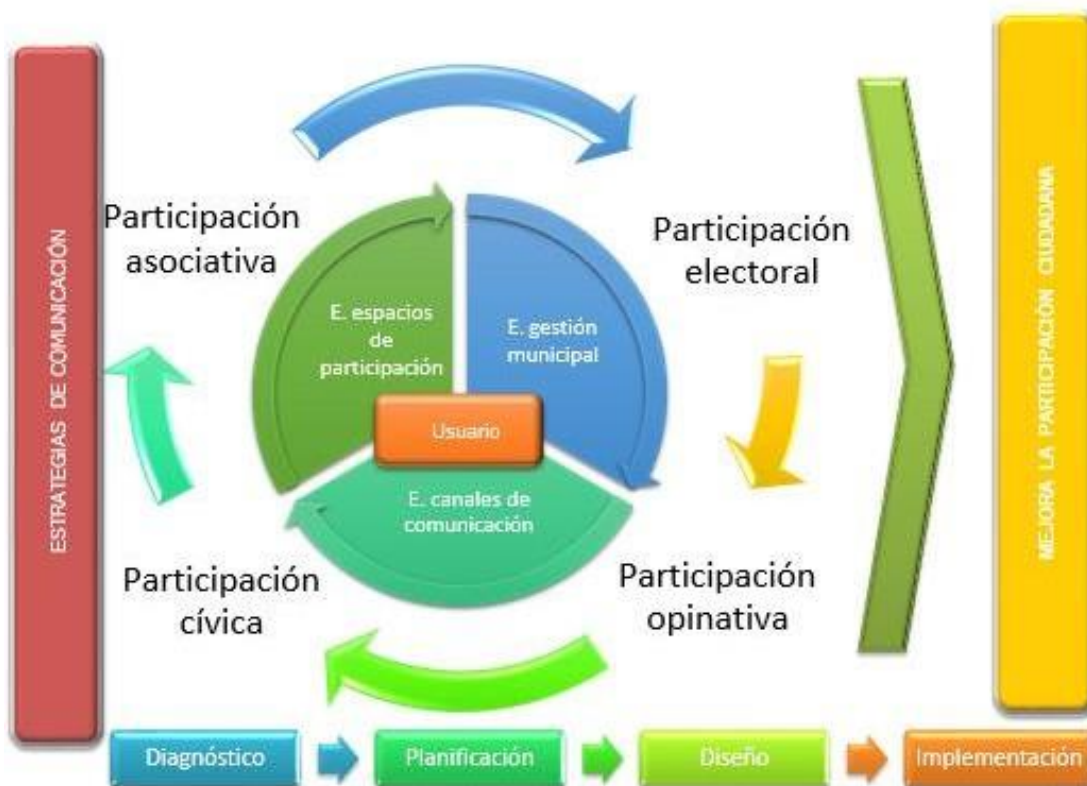 ESTRATEGIAS DE COMUNICACIÓN
Participación
asociativa
Participación
electoral
E. espacios
de
participación
E. gestión
municipal
Usuario
E. canales de
comunicación
Participación
cívica
Participación
opinativa
MEJORA LA PARTICIPACIÓN CIUDADANA
Diagnóstico
Planificación
Diseño
Implementación